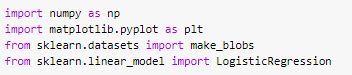 import numpy as np
import matplotlib.pyplot as plt
from sklearn.datasets import make_blobs
from sklearn.linear_model import LogisticRegression